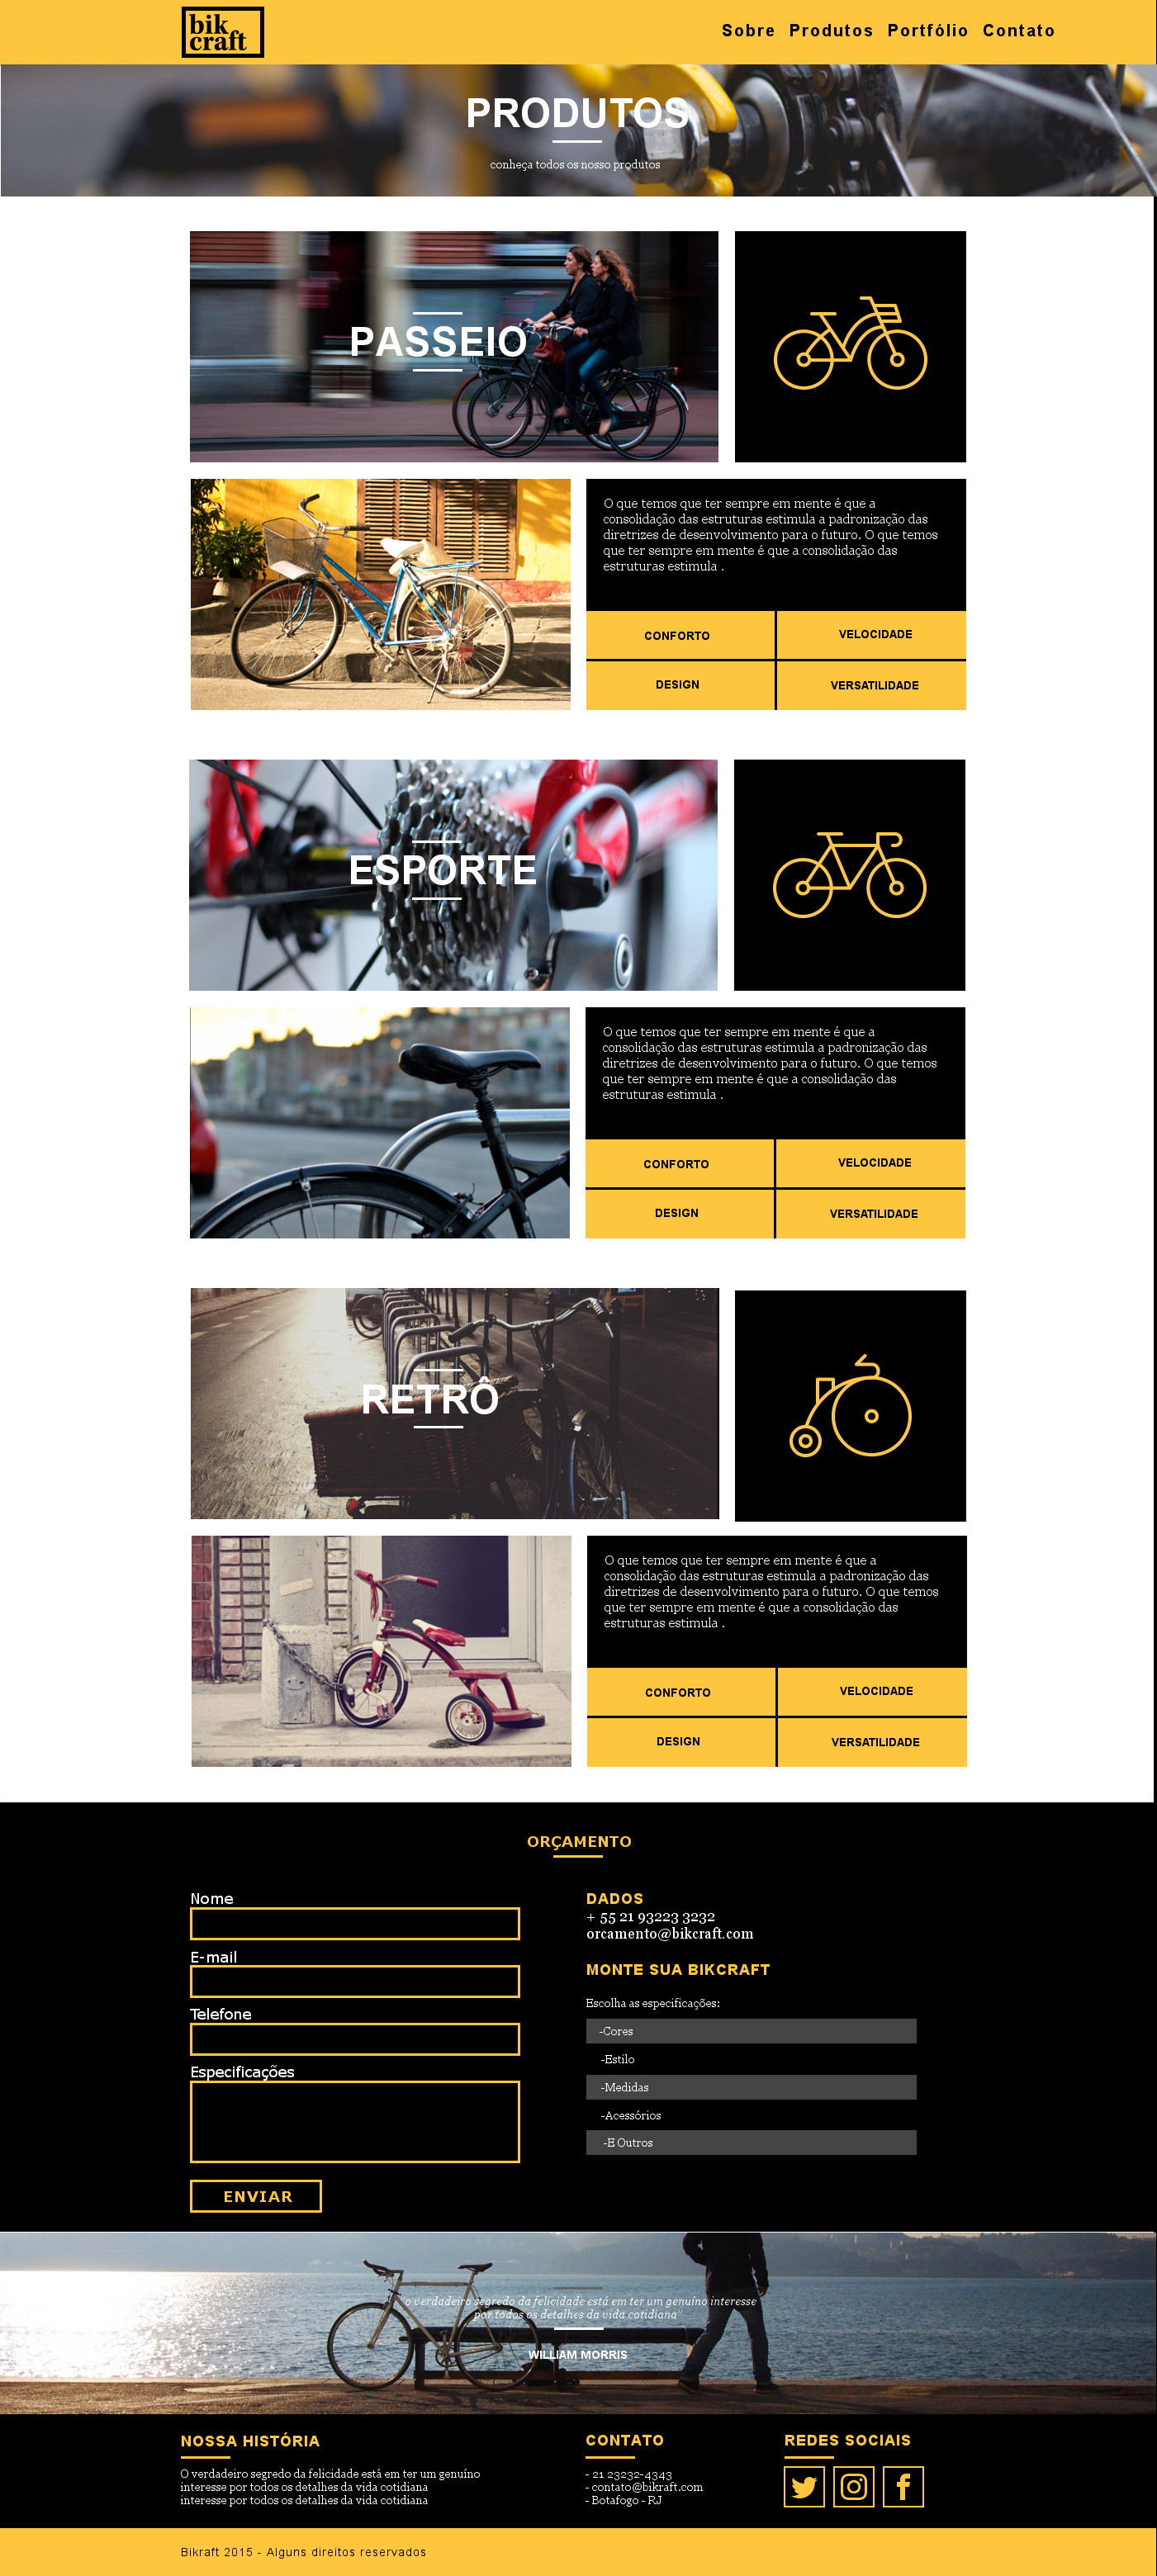 bik
craft
Sobre Produtos Portfólio Contato
PRODUTOS
conheça todos os nosso produtos
PASSEIO
O que temos que ter sempre em mente é que a
consolidação das estruturas estimula a padronização das
diretrizes de desenvolvimento para o futuro. O que temos
que ter sempre em mente é que a consolidação das
estruturas estimula .
CONFORTO
VELOCIDADE
DESIGN
VERSATILIDADE
ESPORTE
O que temos que ter sempre em mente é que a
consolidação das estruturas estimula a padronização das
diretrizes de desenvolvimento para o futuro. O que temos
que ter sempre em mente é que a consolidação das
estruturas estimula .
CONFORTO
VELOCIDADE
DESIGN
VERSATILIDADE
RETRÔ
O que temos que ter sempre em mente é que a
consolidação das estruturas estimula a padronização das
diretrizes de desenvolvimento para o futuro. O que temos
que ter sempre em mente é que a consolidação das
estruturas estimula .
CONFORTO
VELOCIDADE
DESIGN
VERSATILIDADE
ORÇAMENTO
Nome
E-mail
Telefone
Especificações
ENVIAR
DADOS
+ 55 21 93223 3232
orcamento@bikcraft.com
MONTE SUA BIKCRAFT
Escolha as especificações:
-Cores
-Estilo
-Medidas
-Acessórios
-E Outros
"o verdadeiro segredo da felicidade está em ter um genuíno interesse
por todos os detalhes da vida cotidiana"
WILLIAM MORRIS
NOSSA HISTÓRIA
O verdadeiro segredo da felicidade está em ter um genuíno
interesse por todos os detalhes da vida cotidiana
interesse por todos os detalhes da vida cotidiana
CONTATO
- 21 23232-4343
- contato@bikraft.com
- Botafogo - RJ
REDES SOCIAIS
Bikraft 2015 - Alguns direitos reservados